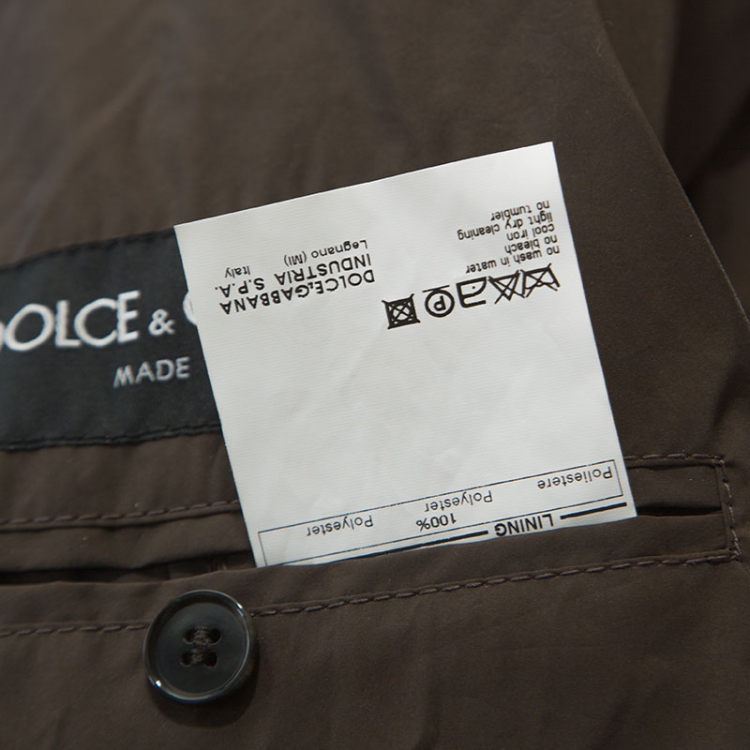 DOLCE &
MADE
LINING
100%
Poliestere Polyester Polyester
no wash in water
no bleach
cool iron
light dry cleaning
no tumbler
DOLCE&GABBANA
INDUSTRIA S.P.A.
Legnano (MI)
Italy